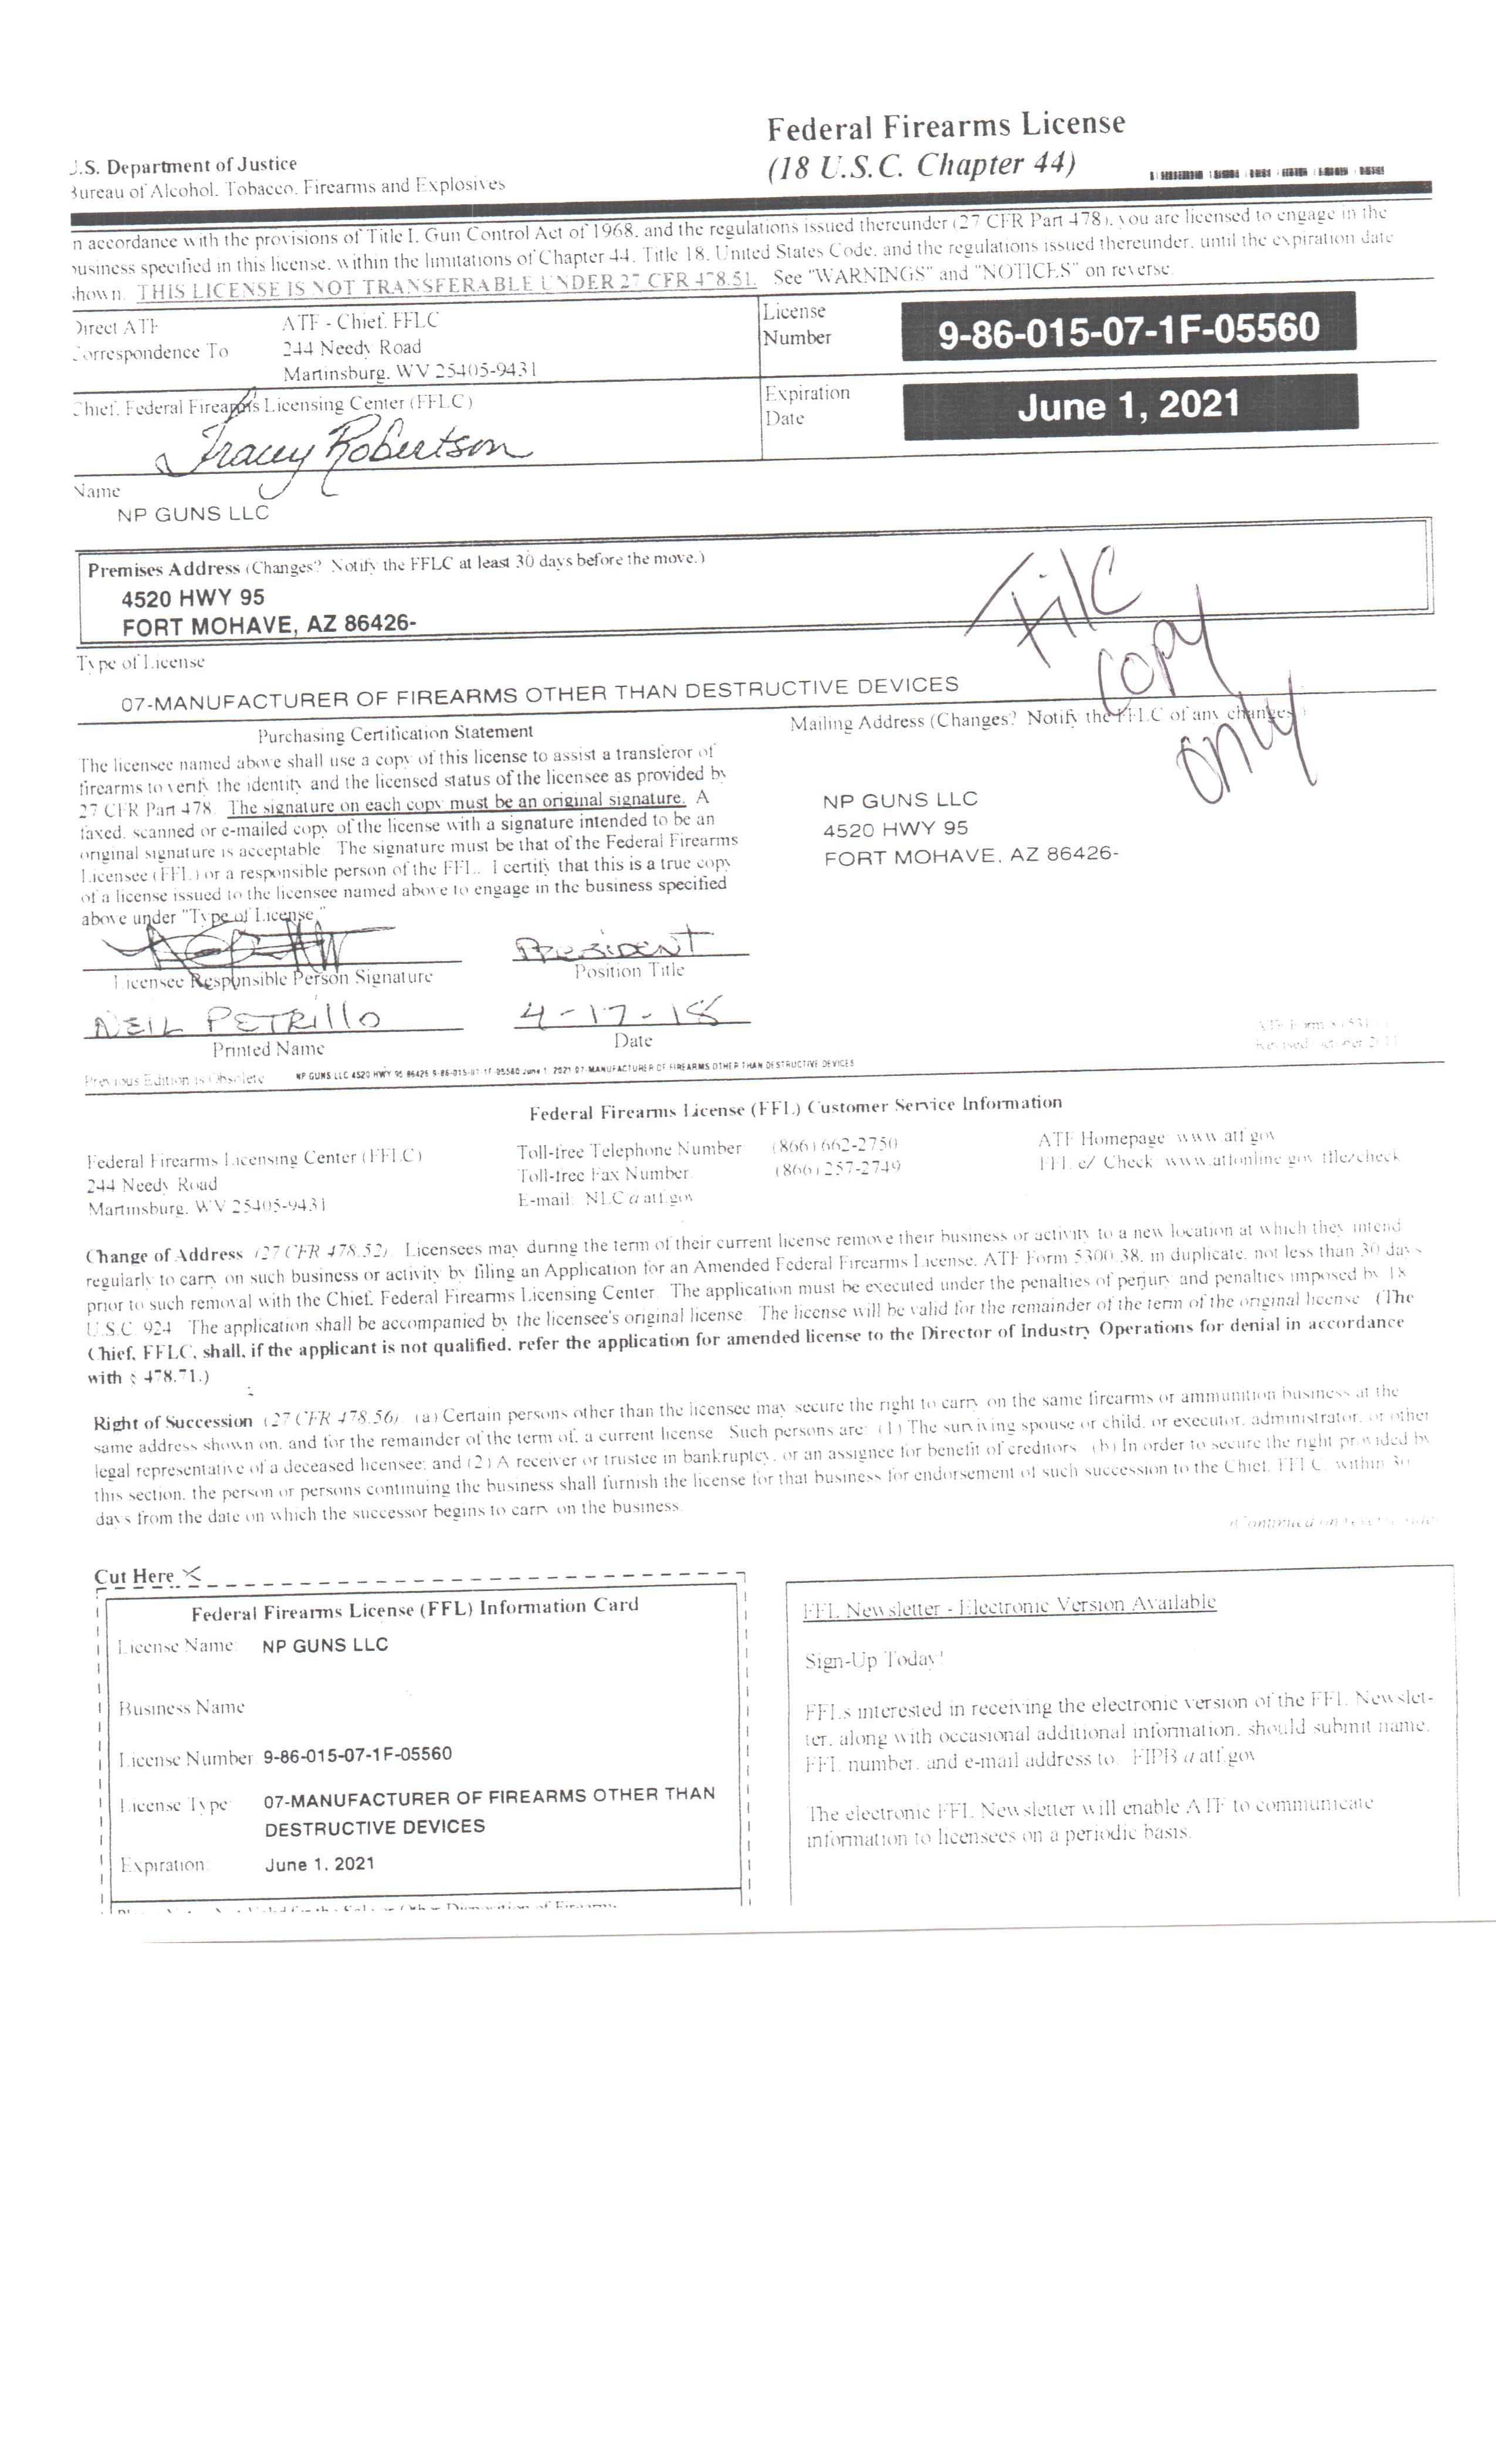 Federal Firearms License
(18 U.S.C. Chapter 44)
J.S. Department of Justice
Bureau of Alcohol, Tobacco, Firearms and Explosives
n accordance with the provisions of Title I, Gun Control Act of 1968, and the regulations issued thereunder (27 CFR Part 478), you are licensed to engage in the
business specified in this license, within the limitations of Chapter 44, Title 18, United States Code, and the regulations issued thereunder, until the expiration date
shown. THIS LICENSE IS NOT TRANSFERABLE UNDER 27 CFR 478.51. See "WARNINGS" and "NOTICES" on reverse.
Direct ATF
Correspondence To
ATF - Chief, FFLC
244 Needy Road
Martinsburg, WV 25405-9431
License
Number
9-86-015-07-1F-05560
Chief, Federal Firearms Licensing Center (FFLC)
Tracey Robertson
Expiration
Date
June 1, 2021
Name
NP GUNS LLC
Premises Address (Changes? Notify the FFLC at least 30 days before the move.)
4520 HWY 95
FORT MOHAVE, AZ 86426-
File
copy
only
Type of License
07-MANUFACTURER OF FIREARMS OTHER THAN DESTRUCTIVE DEVICES
Purchasing Certification Statement
The licensee named above shall use a copy of this license to assist a transferor of
firearms to verify the identity and the licensed status of the licensee as provided by
27 CFR Part 478. The signature on each copy must be an original signature. A
faxed, scanned or e-mailed copy of the license with a signature intended to be an
original signature is acceptable. The signature must be that of the Federal Firearms
Licensee (FFL) or a responsible person of the FFL. I certify that this is a true copy
of a license issued to the licensee named above to engage in the business specified
above under "Type of License."
Mailing Address (Changes? Notify the FFLC of any changes.)
NP GUNS LLC
4520 HWY 95
FORT MOHAVE, AZ 86426-
Licensee Responsible Person Signature
PRESIDENT
Position Title
NEIL PETRILLO
Printed Name
4-17-18
Date
ATF Form 8 (531
Revised October 2011
Previous Edition is Obsolete
NP GUNS LLC 4520 HWY 95 86426 9-86-015-07-1F-05560 June 1, 2021 07-MANUFACTURER OF FIREARMS OTHER THAN DESTRUCTIVE DEVICES
Federal Firearms License (FFL) Customer Service Information
Federal Firearms Licensing Center (FFLC)
244 Needy Road
Martinsburg, WV 25405-9431
Toll-free Telephone Number: (866) 662-2750
Toll-free Fax Number: (866) 257-2749
E-mail: NLC@atf.gov
ATF Homepage: www.atf.gov
FFL eZ Check: www.atfonline.gov/fflezcheck
Change of Address (27 CFR 478.52). Licensees may during the term of their current license remove their business or activity to a new location at which they intend
regularly to carry on such business or activity by filing an Application for an Amended Federal Firearms License, ATF Form 5300.38, in duplicate, not less than 30 days
prior to such removal with the Chief, Federal Firearms Licensing Center. The application must be executed under the penalties of perjury and penalties imposed by 18
U.S.C. 924. The application shall be accompanied by the licensee's original license. The license will be valid for the remainder of the term of the original license. (The
Chief, FFLC, shall, if the applicant is not qualified, refer the application for amended license to the Director of Industry Operations for denial in accordance
with § 478.71.)
Right of Succession (27 CFR 478.56). (a) Certain persons other than the licensee may secure the right to carry on the same firearms or ammunition business at the
same address shown on, and for the remainder of the term of, a current license. Such persons are: (1) The surviving spouse or child, or executor, administrator, or other
legal representative of a deceased licensee; and (2) A receiver or trustee in bankruptcy, or an assignee for benefit of creditors. (b) In order to secure the right provided by
this section, the person or persons continuing the business shall furnish the license for that business for endorsement of such succession to the Chief, FFLC, within 30
days from the date on which the successor begins to carry on the business.
(Continued on reverse side)
Cut Here
Federal Firearms License (FFL) Information Card
License Name: NP GUNS LLC
Business Name:
License Number: 9-86-015-07-1F-05560
License Type: 07-MANUFACTURER OF FIREARMS OTHER THAN
DESTRUCTIVE DEVICES
Expiration: June 1, 2021
FFL Newsletter - Electronic Version Available
Sign-Up Today!
FFLs interested in receiving the electronic version of the FFL Newslet-
ter, along with occasional additional information, should submit name,
FFL number, and e-mail address to: FIPB@atf.gov
The electronic FFL Newsletter will enable ATF to communicate
information to licensees on a periodic basis.